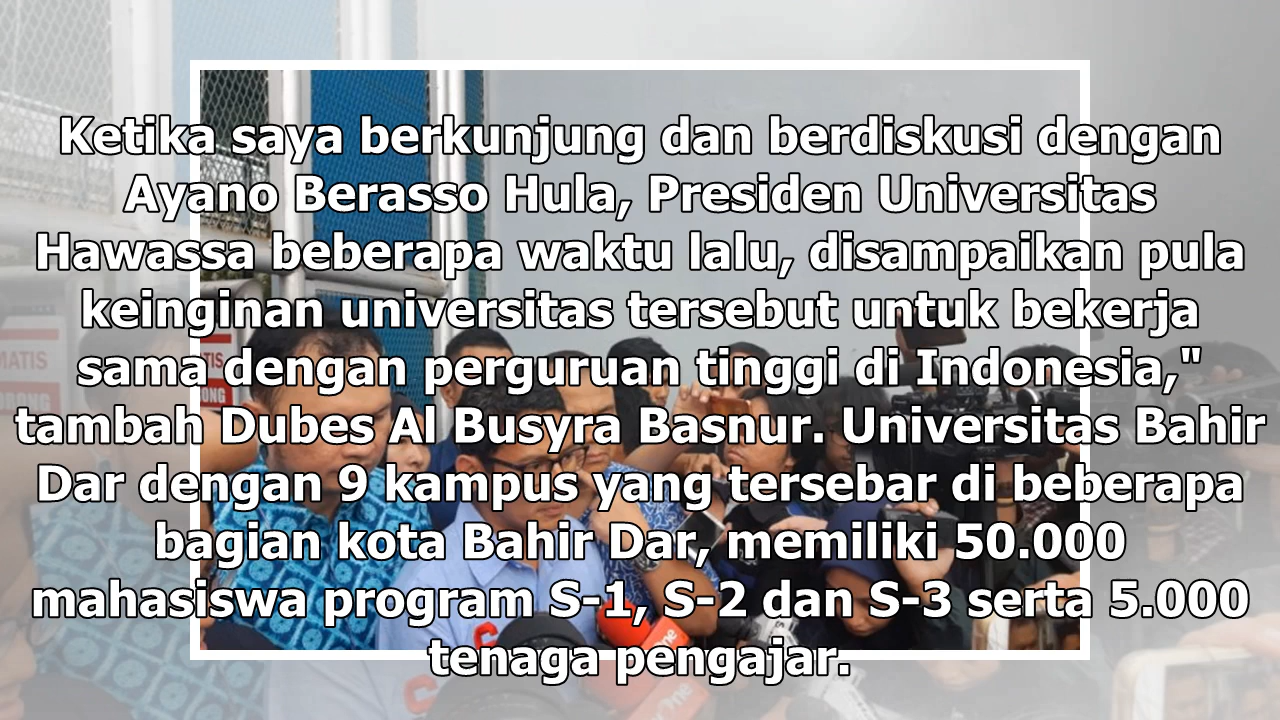 Ketika saya berkunjung dan berdiskusi dengan
Ayano Berasso Hula, Presiden Universitas
Hawassa beberapa waktu lalu, disampaikan pula
keinginan universitas tersebut untuk bekerja
sama dengan perguruan tinggi di Indonesia,"
tambah Dubes Al Busyra Basnur. Universitas Bahir
Dar dengan 9 kampus yang tersebar di beberapa
bagian kota Bahir Dar, memiliki 50.000
mahasiswa program S-1, S-2 dan S-3 serta 5.000
tenaga pengajar.
MATIS